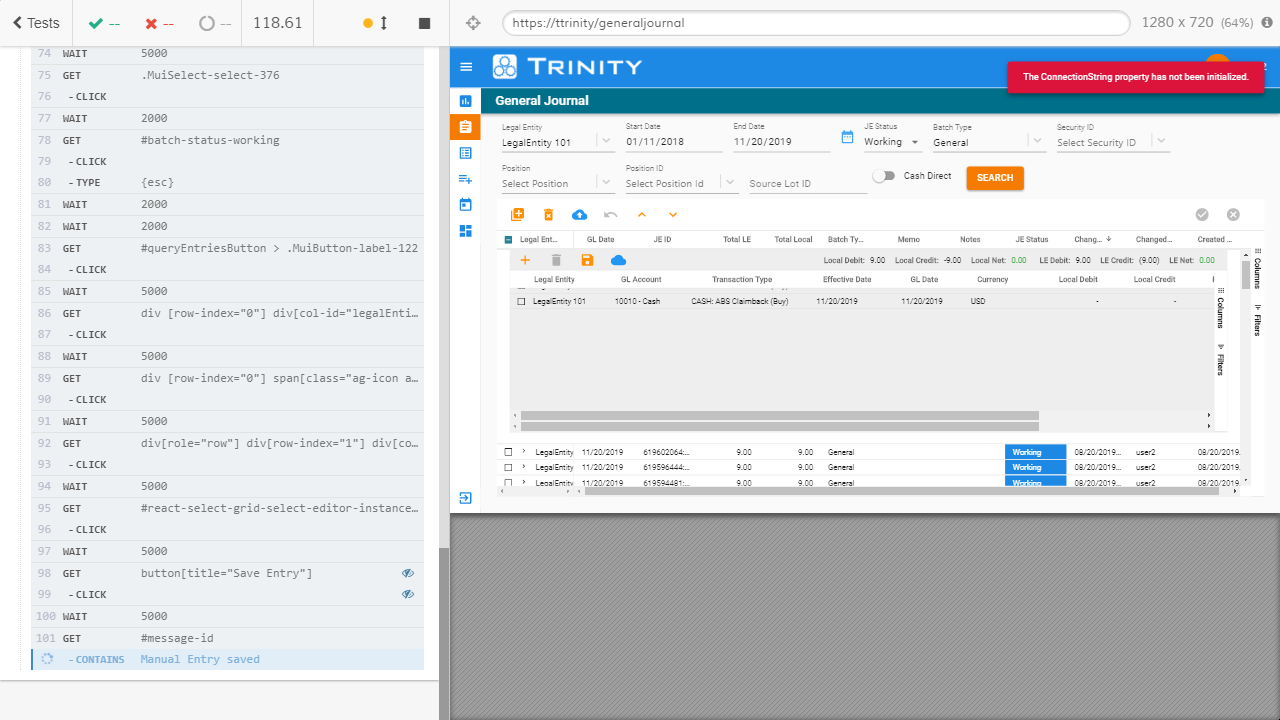 Tests
--
--
--
118.61
https://ttrinity/generaljournal
1280 x 720 (64%)
74 WAIT 5000
75 GET .MuiSelect-select-376
76 -CLICK
77 WAIT 2000
78 GET #batch-status-working
79 -CLICK
80 -TYPE {esc}
81 WAIT 2000
82 WAIT 2000
83 GET #queryEntriesButton > .MuiButton-label-122
84 -CLICK
85 WAIT 5000
86 GET div [row-index="0"] div[col-id="legalEnti…
87 -CLICK
88 WAIT 5000
89 GET div [row-index="0"] span[class="ag-icon a…
90 -CLICK
91 WAIT 5000
92 GET div[role="row"] div[row-index="1"] div[co…
93 -CLICK
94 WAIT 5000
95 GET #react-select-grid-select-editor-instance…
96 -CLICK
97 WAIT 5000
98 GET button[title="Save Entry"]
99 -CLICK
100 WAIT 5000
101 GET #message-id
-CONTAINS Manual Entry saved
TRINITY
The ConnectionString property has not been initialized.
General Journal
Legal Entity Start Date End Date JE Status Batch Type Security ID
LegalEntity 101 01/11/2018 11/20/2019 Working General Select Security ID
Position Position ID
Select Position Select Position Id Source Lot ID Cash Direct SEARCH
Legal Ent... GL Date JE ID Total LE Total Local Batch Ty... Memo Notes JE Status Chang... Changed... Created ...
Local Debit: 9.00 Local Credit: -9.00 Local Net: 0.00 LE Debit: 9.00 LE Credit: (9.00) LE Net: 0.00
Legal Entity GL Account Transaction Type Effective Date GL Date Currency Local Debit Local Credit
LegalEntity 101 10010 - Cash CASH: ABS Claimback (Buy) 11/20/2019 11/20/2019 USD - -
Columns
Filters
Columns
Filters
LegalEntity 11/20/2019 619602064:... 9.00 9.00 General Working 08/20/2019... user2 08/20/2019
LegalEntity 11/20/2019 619596444:... 9.00 9.00 General Working 08/20/2019... user2 08/20/2019
LegalEntity 11/20/2019 619594481:... 9.00 9.00 General Working 08/20/2019... user2 08/20/2019